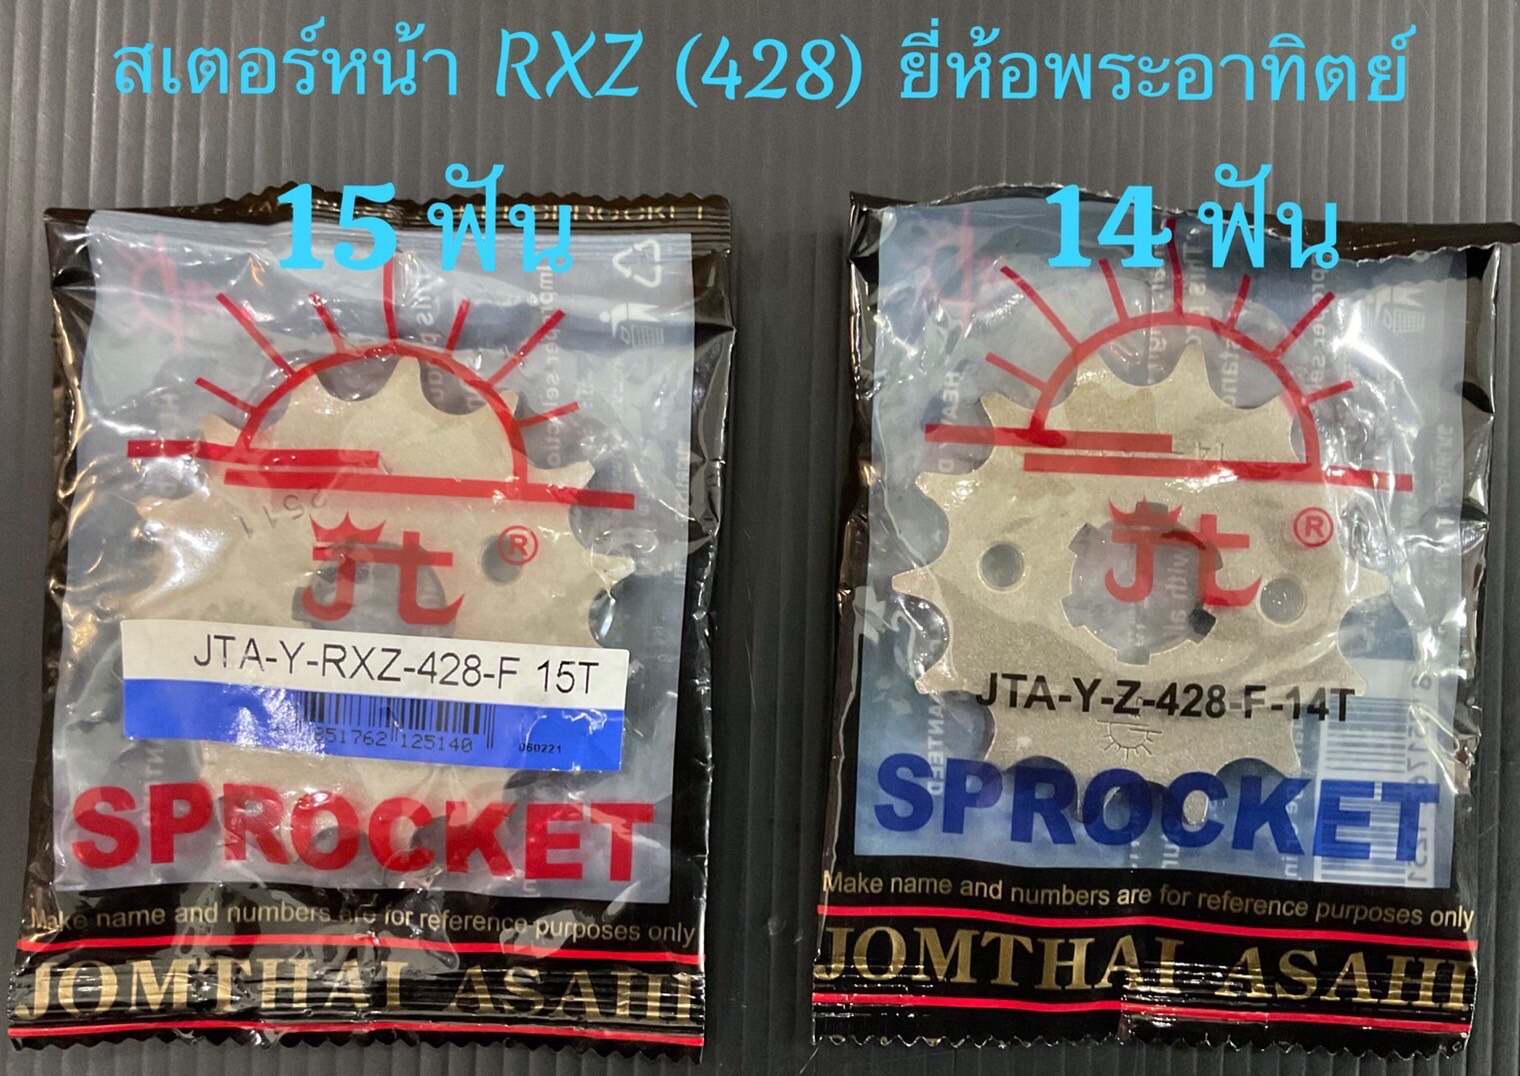 สเตอร์หน้า RXZ (428) ยี่ห้อพระอาทิตย์
15 ฟัน
14 ฟัน
Jt ®
JTA-Y-RXZ-428-F 15T
851762 125140
060221
SPROCKET
Make name and numbers are for reference purposes only
JOMTHAI ASAHI
Jt ®
JTA-Y-Z-428-F-14T
SPROCKET
Make name and numbers are for reference purposes only
JOMTHAI ASAHI